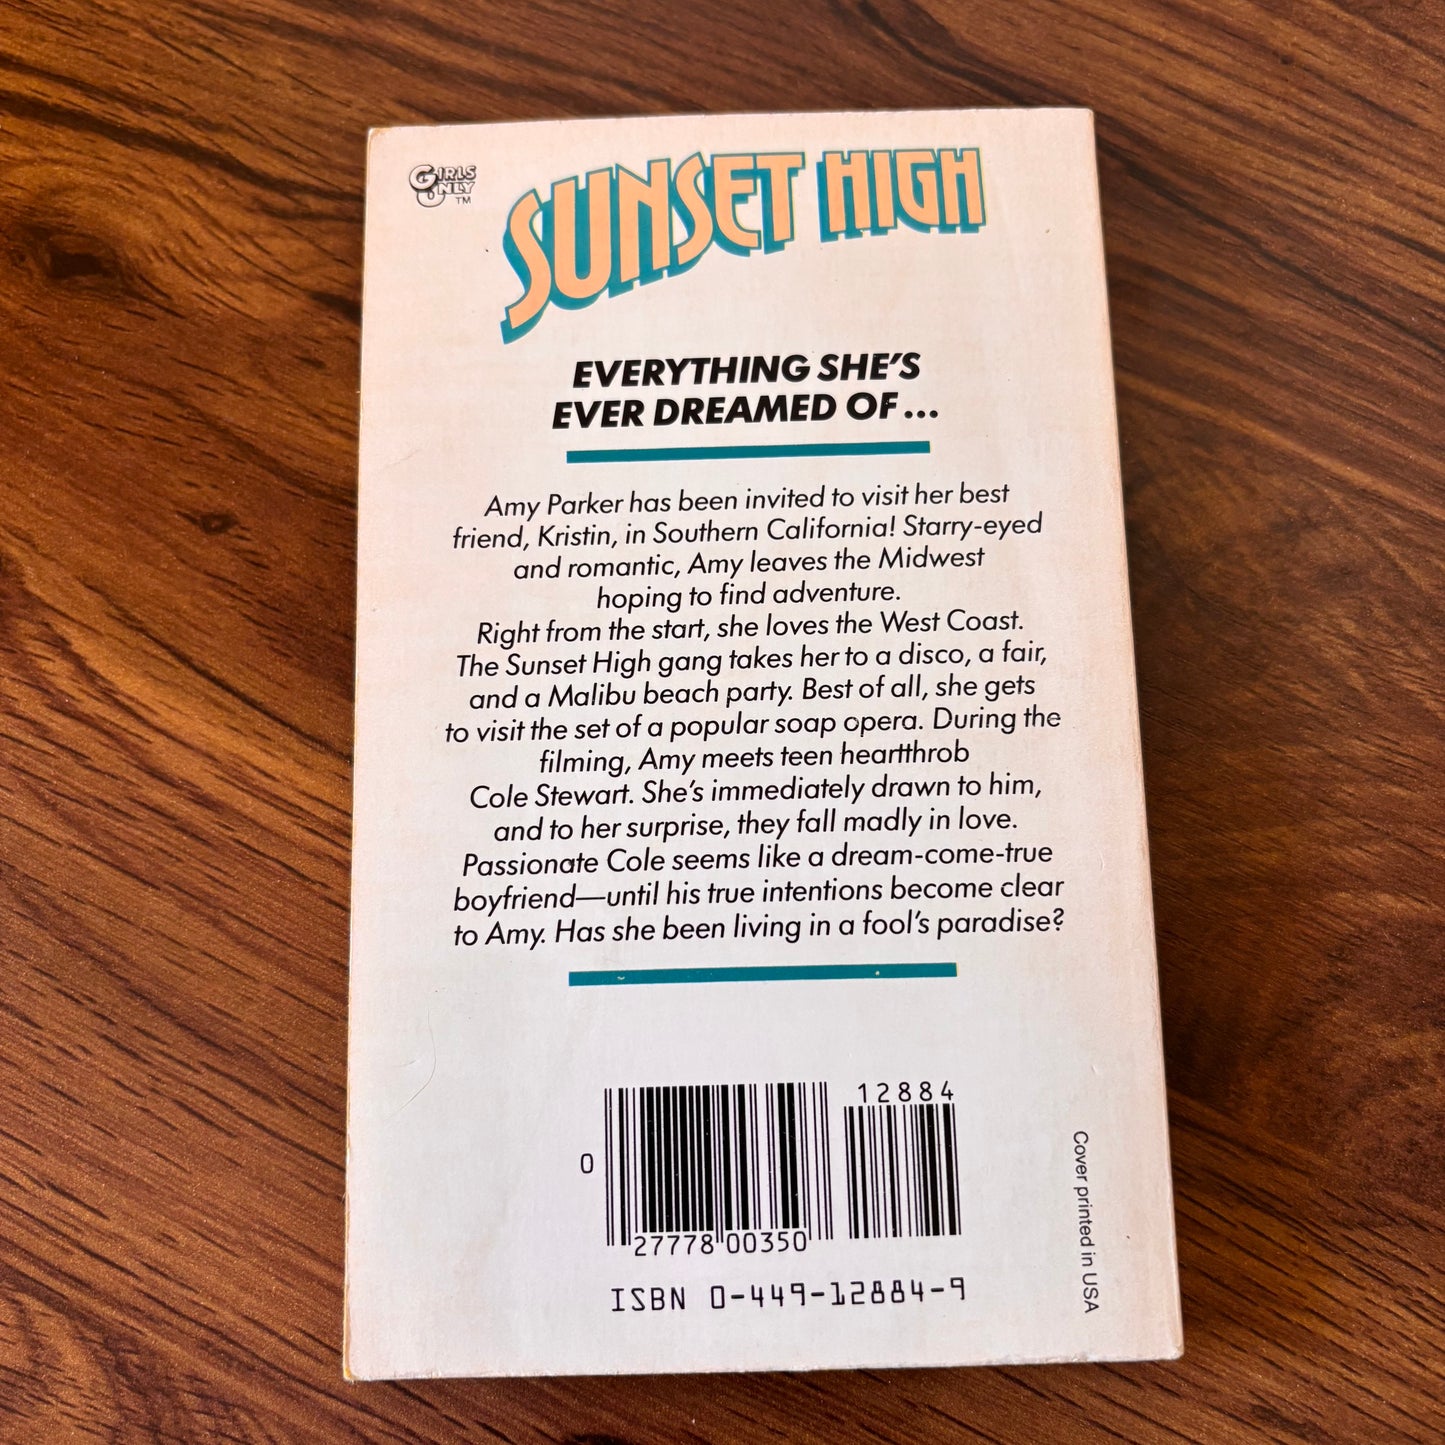 GIRLS
ONLY
TM
SUNSET HIGH
EVERYTHING SHE'S
EVER DREAMED OF...
Amy Parker has been invited to visit her best
friend, Kristin, in Southern California! Starry-eyed
and romantic, Amy leaves the Midwest
hoping to find adventure.
Right from the start, she loves the West Coast.
The Sunset High gang takes her to a disco, a fair,
and a Malibu beach party. Best of all, she gets
to visit the set of a popular soap opera. During the
filming, Amy meets teen heartthrob
Cole Stewart. She's immediately drawn to him,
and to her surprise, they fall madly in love.
Passionate Cole seems like a dream-come-true
boyfriend—until his true intentions become clear
to Amy. Has she been living in a fool's paradise?
12884
0
27778 00350
ISBN 0-449-12884-9
Cover printed in USA